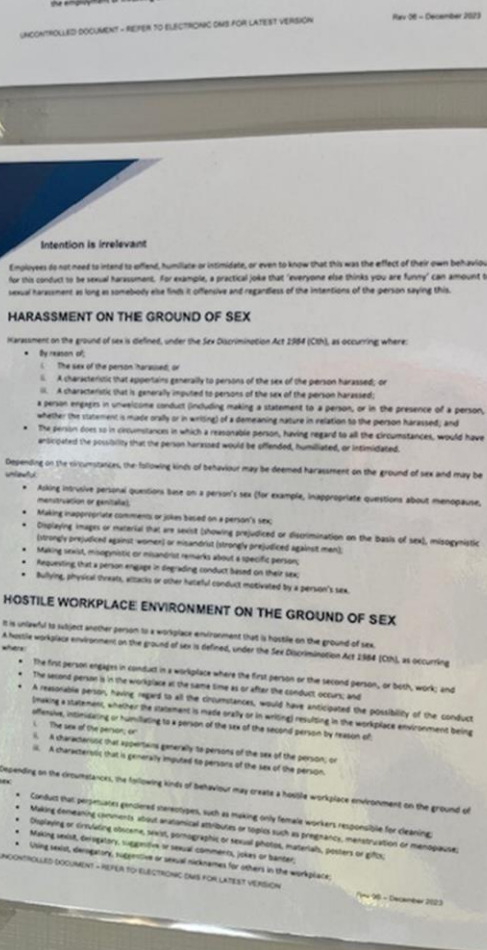 the employment or
UNCONTROLLED DOCUMENT – REFER TO ELECTRONIC DMS FOR LATEST VERSION
Rev 06 – December 2023
Intention is irrelevant
Employees do not need to intend to offend, humiliate or intimidate, or even to know that this was the effect of their own behaviou
for this conduct to be sexual harassment. For example, a practical joke that 'everyone else thinks you are funny' can amount t
sexual harassment as long as somebody else finds it offensive and regardless of the intentions of the person saying this.
HARASSMENT ON THE GROUND OF SEX
Harassment on the ground of sex is defined, under the Sex Discrimination Act 1984 (Cth), as occurring where:
• By reason of;
i. The sex of the person harassed; or
ii. A characteristic that appertains generally to persons of the sex of the person harassed; or
iii. A characteristic that is generally imputed to persons of the sex of the person harassed;
a person engages in unwelcome conduct (including making a statement to a person, or in the presence of a person,
whether the statement is made orally or in writing) of a demeaning nature in relation to the person harassed; and
• The person does so in circumstances in which a reasonable person, having regard to all the circumstances, would have
anticipated the possibility that the person harassed would be offended, humiliated, or intimidated.
Depending on the circumstances, the following kinds of behaviour may be deemed harassment on the ground of sex and may be
unlawful:
• Asking intrusive personal questions base on a person's sex (for example, inappropriate questions about menopause,
menstruation or genitalia);
• Making inappropriate comments or jokes based on a person's sex;
• Displaying images or material that are sexist (showing prejudiced or discrimination on the basis of sex), misogynistic
(strongly prejudiced against women) or misandrist (strongly prejudiced against men);
• Making sexist, misogynistic or misandrist remarks about a specific person;
• Requesting that a person engage in degrading conduct based on their sex;
• Bullying, physical threats, attacks or other hateful conduct motivated by a person's sex.
HOSTILE WORKPLACE ENVIRONMENT ON THE GROUND OF SEX
It is unlawful to subject another person to a workplace environment that is hostile on the ground of sex.
A hostile workplace environment on the ground of sex is defined, under the Sex Discrimination Act 1984 (Cth), as occurring
where:
• The first person engages in conduct in a workplace where the first person or the second person, or both, work; and
• The second person is in the workplace at the same time as or after the conduct occurs; and
• A reasonable person, having regard to all the circumstances, would have anticipated the possibility of the conduct
(making a statement, whether the statement is made orally or in writing) resulting in the workplace environment being
offensive, intimidating or humiliating to a person of the sex of the second person by reason of:
i. The sex of the person; or
ii. A characteristic that appertains generally to persons of the sex of the person; or
iii. A characteristic that is generally imputed to persons of the sex of the person.
Depending on the circumstances, the following kinds of behaviour may create a hostile workplace environment on the ground of
sex:
• Conduct that perpetuates gendered stereotypes, such as making only female workers responsible for cleaning;
• Making demeaning comments about anatomical attributes or topics such as pregnancy, menstruation or menopause;
• Displaying or circulating obscene, sexist, pornographic or sexual photos, materials, posters or gifts;
• Making sexist, derogatory, suggestive or sexual comments, jokes or banter;
• Using sexist, derogatory, suggestive or sexual nicknames for others in the workplace;
UNCONTROLLED DOCUMENT – REFER TO ELECTRONIC DMS FOR LATEST VERSION
Rev 06 – December 2023